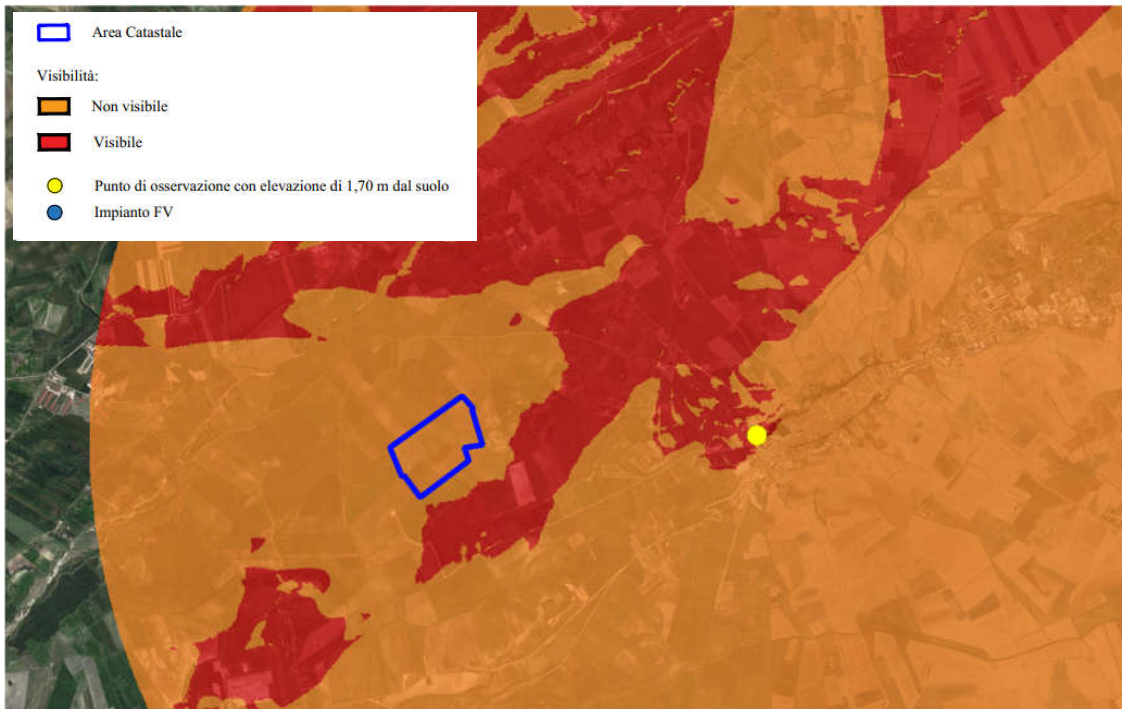 Area Catastale
Visibilità:
Non visibile
Visibile
Punto di osservazione con elevazione di 1,70 m dal suolo
Impianto FV